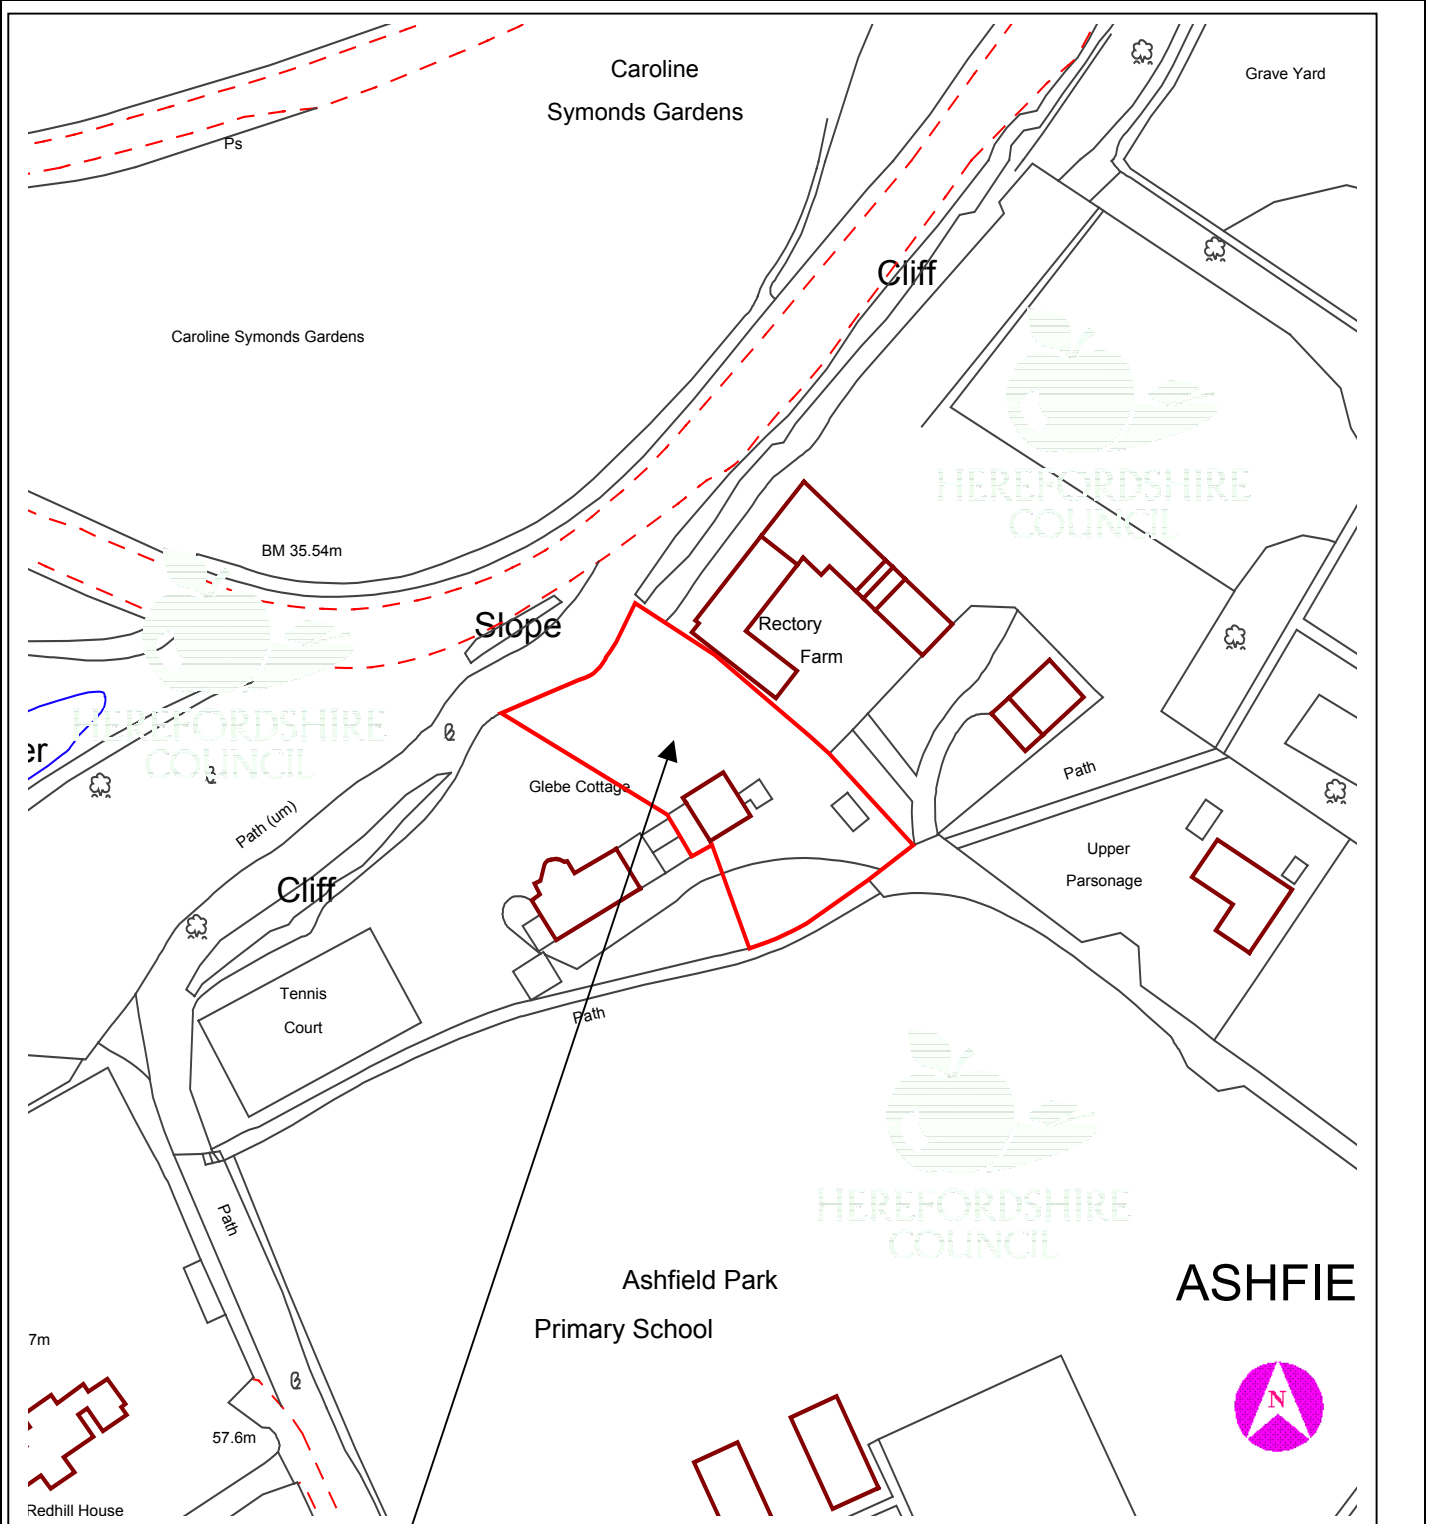 Caroline
Symonds Gardens
Grave Yard
Ps
Cliff
Caroline Symonds Gardens
HEREFORDSHIRE
COUNCIL
BM 35.54m
Slope
Rectory
Farm
HEREFORDSHIRE
COUNCIL
er
Glebe Cottage
Path
Path (um)
Upper
Parsonage
Cliff
Tennis
Court
Path
HEREFORDSHIRE
COUNCIL
Path
Ashfield Park
Primary School
ASHFIE
7m
N
57.6m
Redhill House